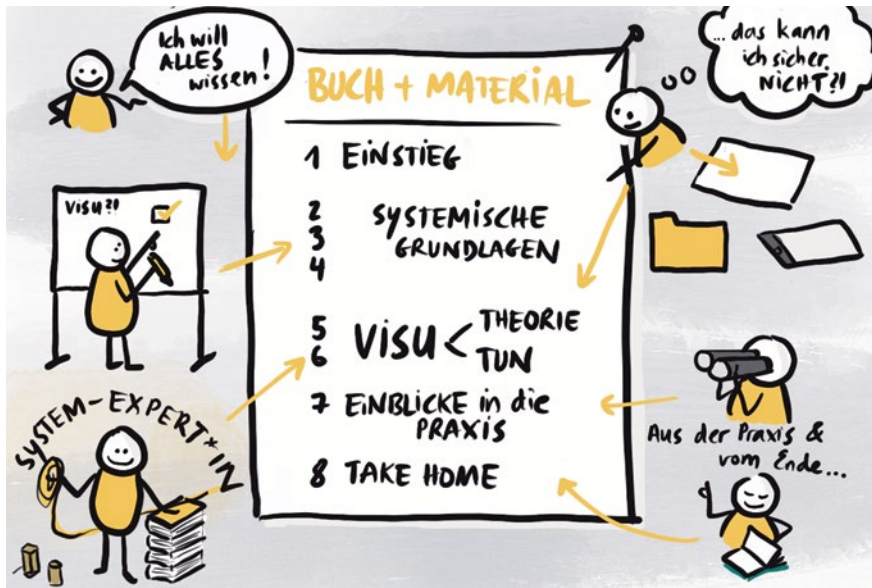 Ich will
ALLES
wissen!
BUCH + MATERIAL
...das kann
ich sicher
NICHT?!
1 EINSTIEG
VISU?!
2
3
4
SYSTEMISCHE
GRUNDLAGEN
5
6
VISU < THEORIE
TUN
7 EINBLICKE in die
PRAXIS
8 TAKE HOME
SYSTEM-EXPERT*IN
Aus der Praxis &
vom Ende...